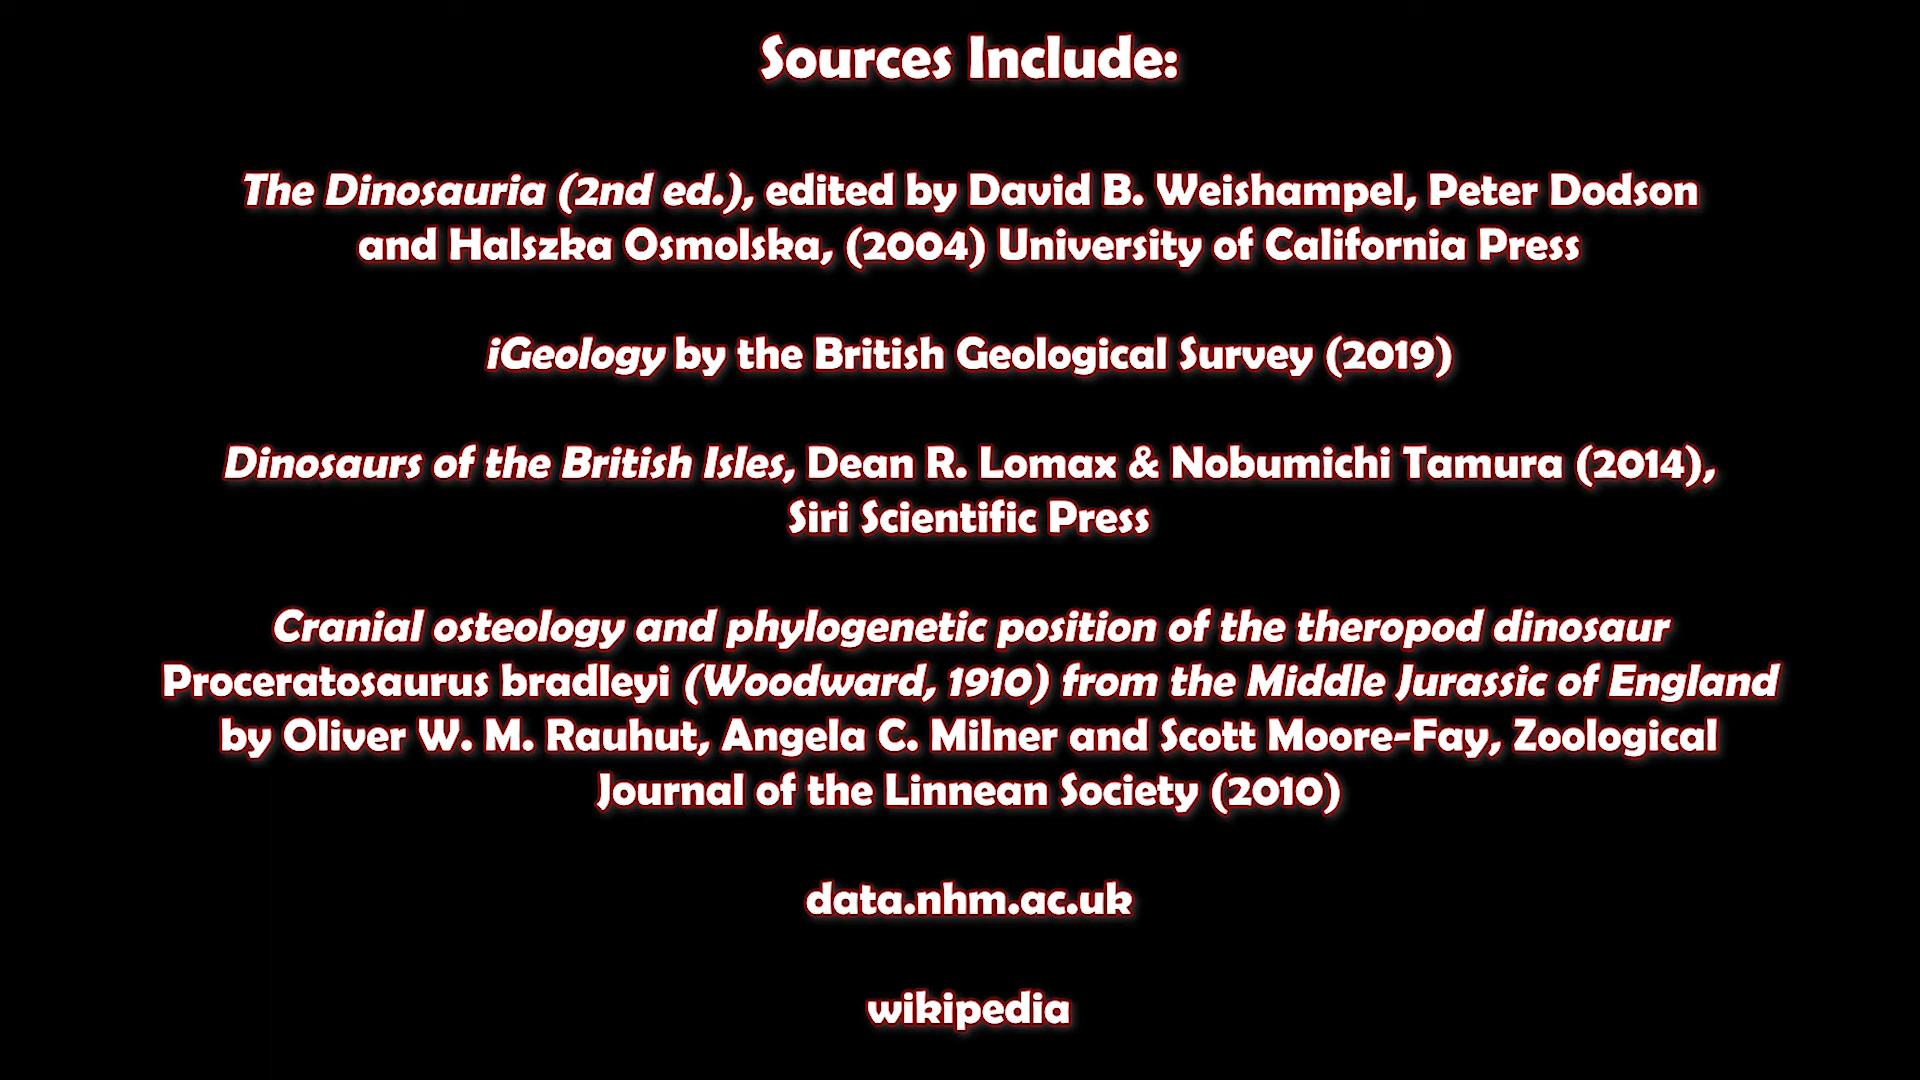 Sources Include:
The Dinosauria (2nd ed.), edited by David B. Weishampel, Peter Dodson
and Halszka Osmolska, (2004) University of California Press
iGeology by the British Geological Survey (2019)
Dinosaurs of the British Isles, Dean R. Lomax & Nobumichi Tamura (2014),
Siri Scientific Press
Cranial osteology and phylogenetic position of the theropod dinosaur
Proceratosaurus bradleyi (Woodward, 1910) from the Middle Jurassic of England
by Oliver W. M. Rauhut, Angela C. Milner and Scott Moore-Fay, Zoological
Journal of the Linnean Society (2010)
data.nhm.ac.uk
wikipedia